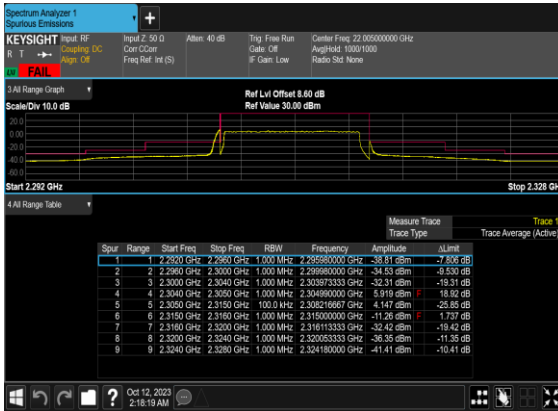 Spectrum Analyzer 1
Spurious Emissions
+
KEYSIGHT Input: RF Input Z: 50 Ω Atten: 40 dB Trig: Free Run Center Freq: 22.005000000 GHz
R T Coupling: DC Corr CCorr Gate: Off Avg|Hold: 1000/1000
Align: Off Freq Ref: Int (S) IF Gain: Low Radio Std: None
FAIL
3 All Range Graph Ref Lvl Offset 8.60 dB
Scale/Div 10.0 dB Ref Value 30.00 dBm
20.0
0.00
-20.0
-40.0
-60.0
Start 2.292 GHz Stop 2.328 GH
4 All Range Table
Measure Trace Trace 1
Trace Type Trace Average (Active)
Spur Range Start Freq Stop Freq RBW Frequency Amplitude ΔLimit
1 1 2.2920 GHz 2.2960 GHz 1.000 MHz 2.295980000 GHz -38.81 dBm -7.806 dB
2 2 2.2960 GHz 2.3000 GHz 1.000 MHz 2.299980000 GHz -34.53 dBm -9.530 dB
3 3 2.3000 GHz 2.3040 GHz 1.000 MHz 2.303973333 GHz -32.31 dBm -19.31 dB
4 4 2.3040 GHz 2.3050 GHz 1.000 MHz 2.304990000 GHz 5.919 dBm F 18.92 dB
5 5 2.3050 GHz 2.3150 GHz 100.0 kHz 2.308216667 GHz 4.147 dBm -25.85 dB
6 6 2.3150 GHz 2.3160 GHz 1.000 MHz 2.315000000 GHz -11.26 dBm F 1.737 dB
7 7 2.3160 GHz 2.3200 GHz 1.000 MHz 2.316113333 GHz -32.42 dBm -19.42 dB
8 8 2.3200 GHz 2.3240 GHz 1.000 MHz 2.320053333 GHz -36.35 dBm -11.35 dB
9 9 2.3240 GHz 2.3280 GHz 1.000 MHz 2.324180000 GHz -41.41 dBm -10.41 dB
? Oct 12, 2023
2:18:19 AM